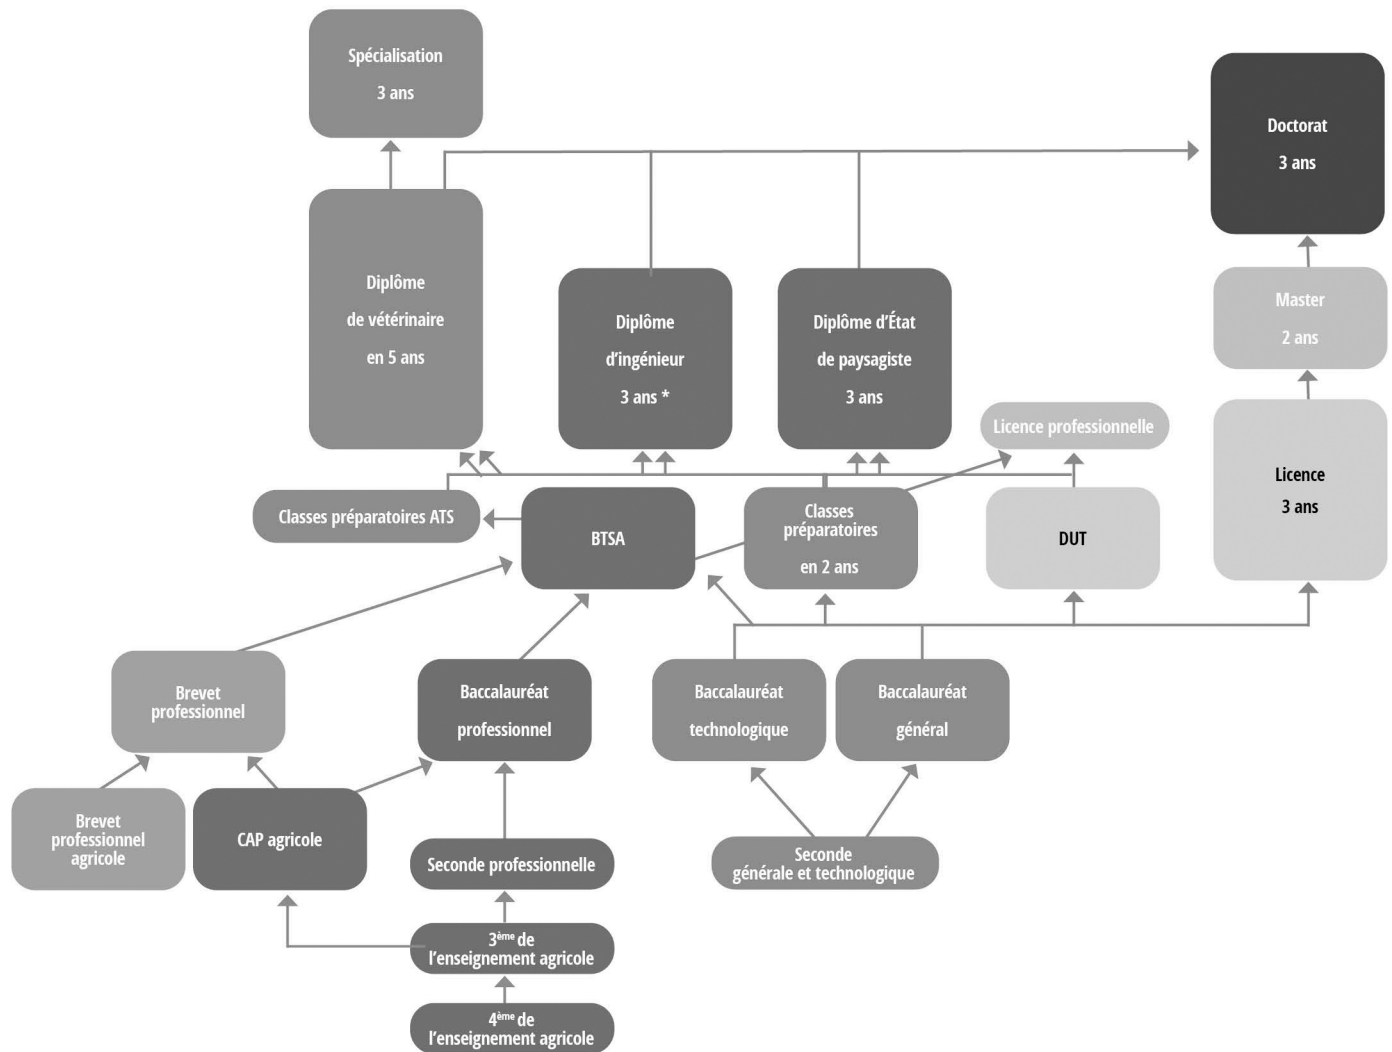 Spécialisation
3 ans
Doctorat
3 ans
Diplôme
de vétérinaire
en 5 ans
Diplôme
d'ingénieur
3 ans *
Diplôme d'État
de paysagiste
3 ans
Master
2 ans
Licence professionnelle
Licence
3 ans
Classes préparatoires ATS
BTSA
Classes
préparatoires
en 2 ans
DUT
Brevet
professionnel
Baccalauréat
professionnel
Baccalauréat
technologique
Baccalauréat
général
Brevet
professionnel
agricole
CAP agricole
Seconde professionnelle
Seconde
générale et technologique
3ème de
l'enseignement agricole
4ème de
l'enseignement agricole